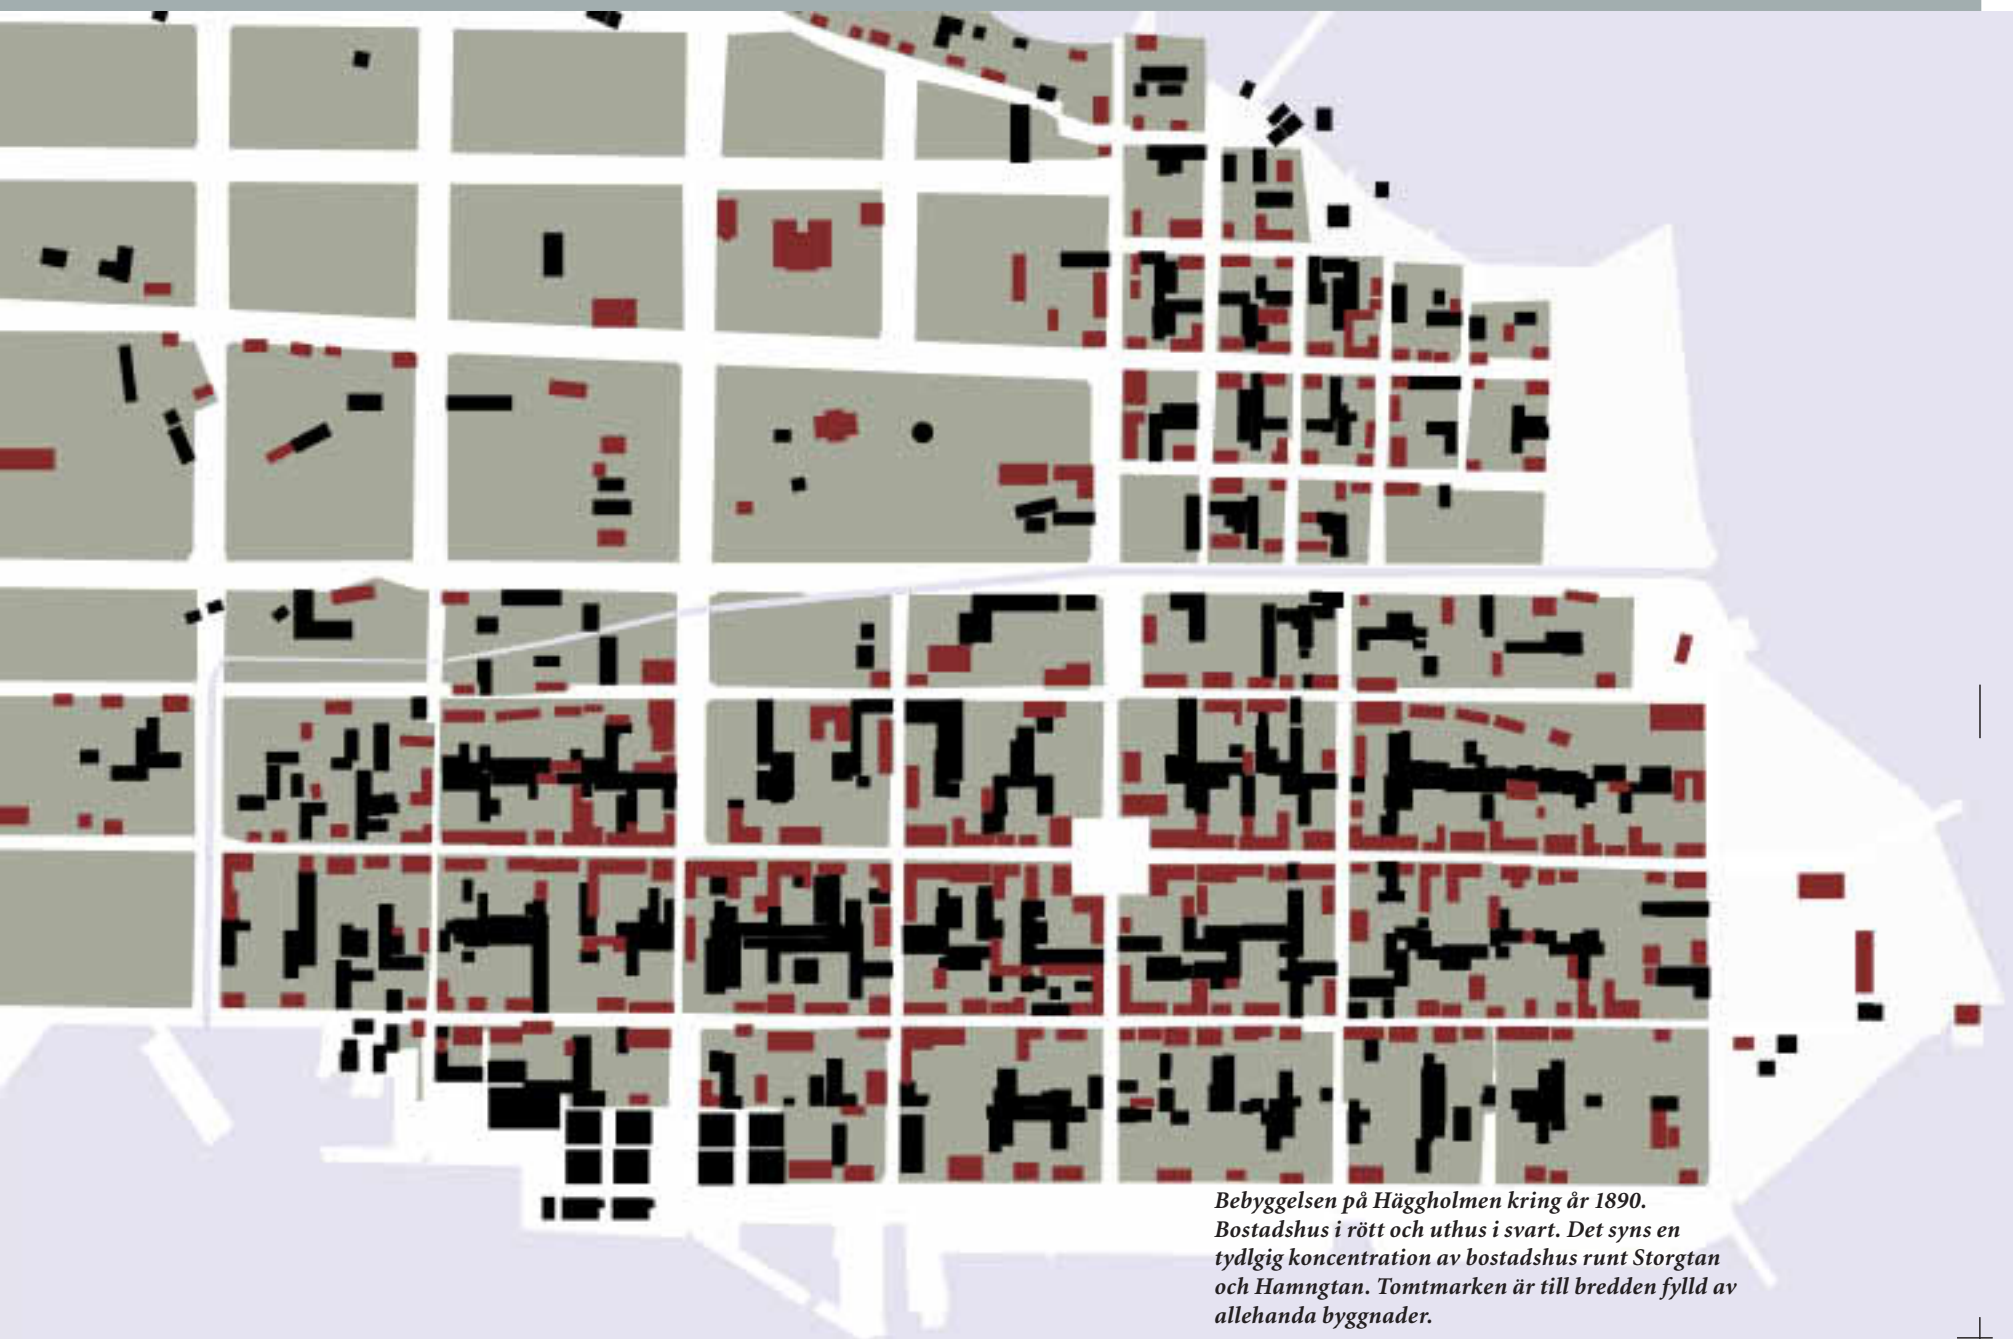 Bebyggelsen på Häggholmen kring år 1890.
Bostadshus i rött och uthus i svart. Det syns en
tydlgig koncentration av bostadshus runt Storgtan
och Hamngtan. Tomtmarken är till bredden fylld av
allehanda byggnader.